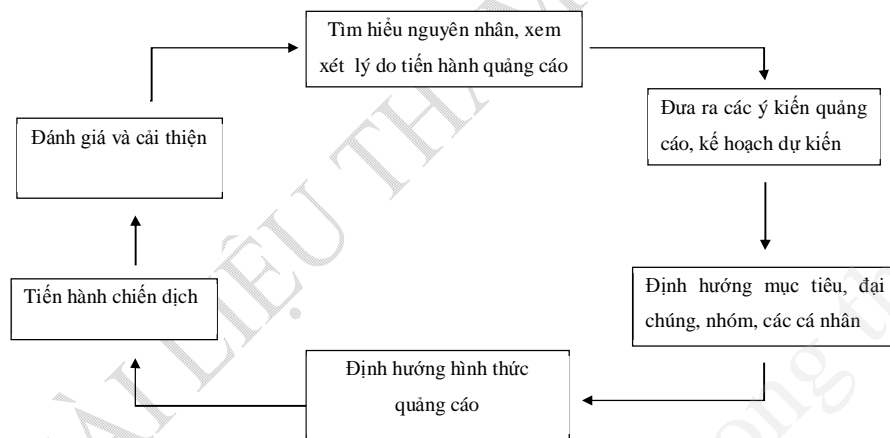 Tìm hiểu nguyên nhân, xem
xét lý do tiến hành quảng cáo
Đưa ra các ý kiến quảng
cáo, kế hoạch dự kiến
Định hướng mục tiêu, đại
chúng, nhóm, các cá nhân
Định hướng hình thức
quảng cáo
Tiến hành chiến dịch
Đánh giá và cải thiện